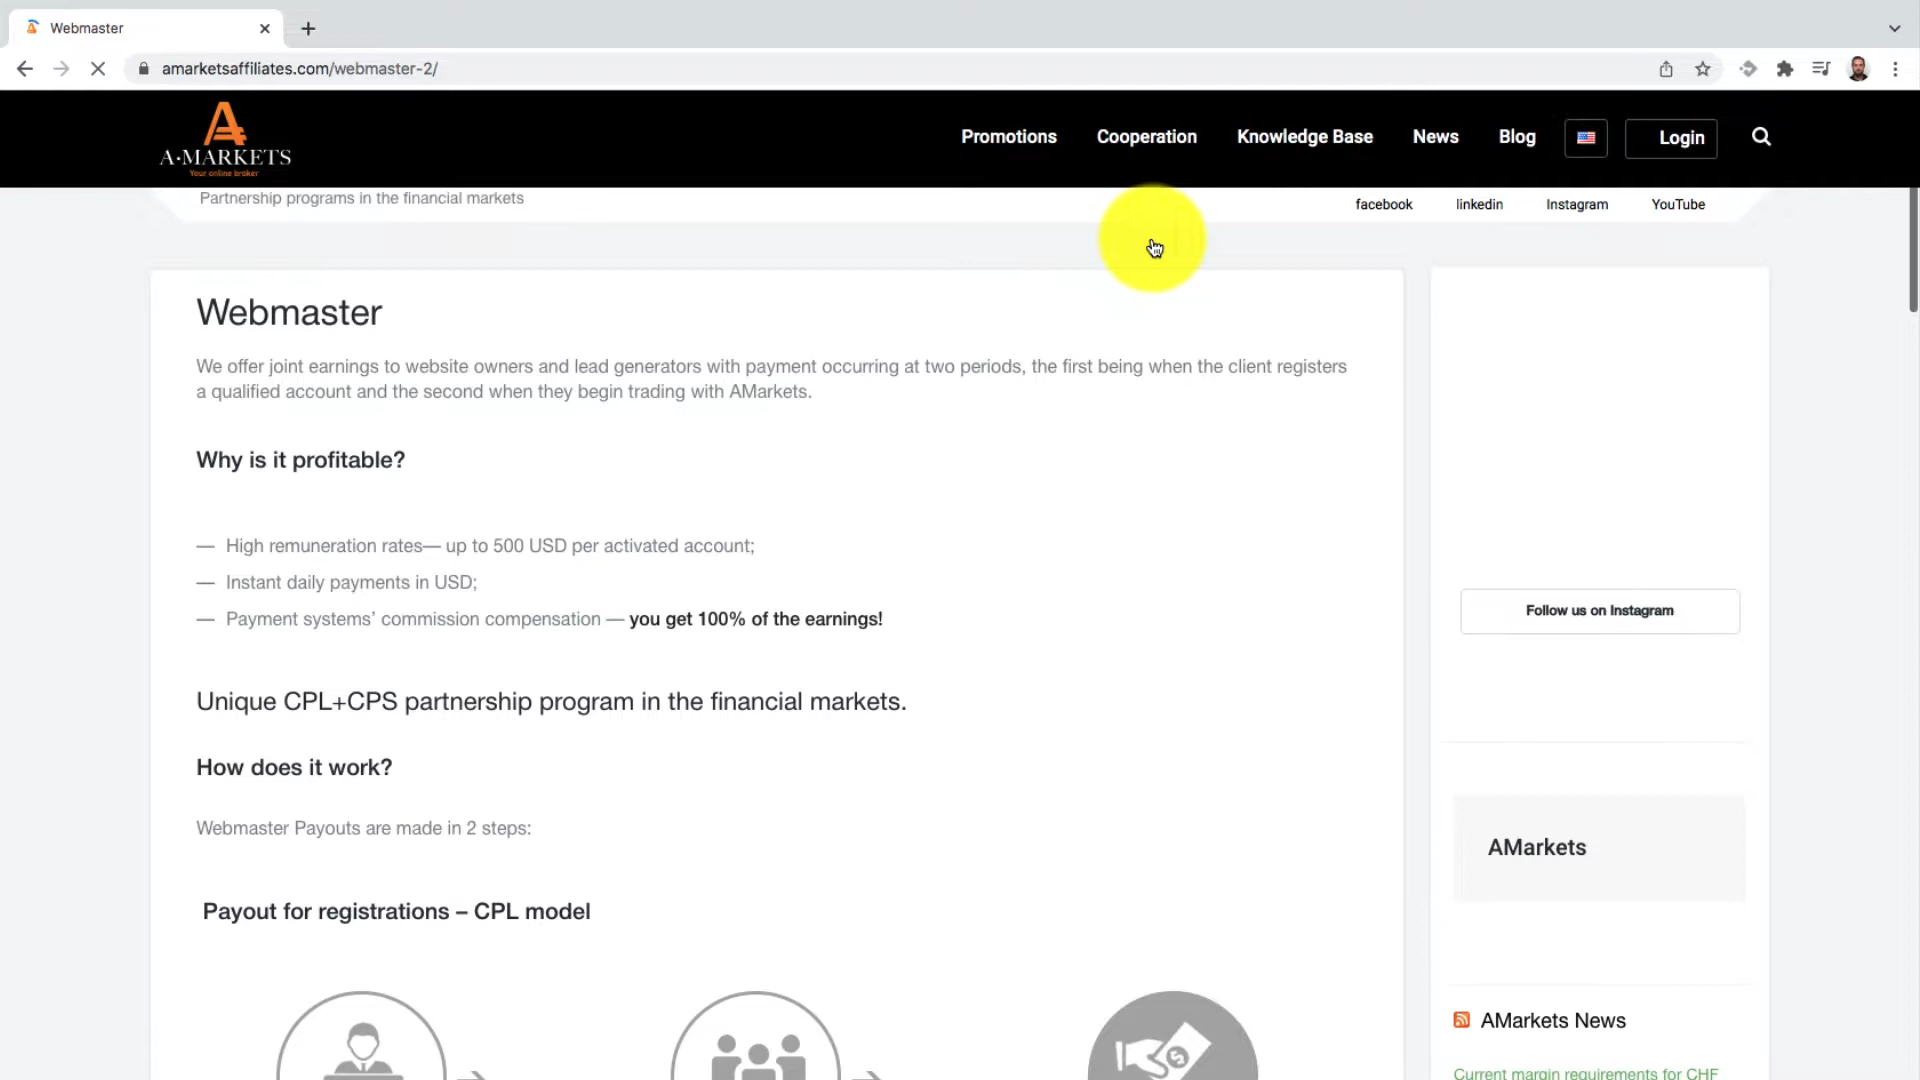 Webmaster
amarketsaffiliates.com/webmaster-2/
A
A·MARKETS
Your online broker
Promotions
Cooperation
Knowledge Base
News
Blog
Login
Partnership programs in the financial markets
facebook
linkedin
Instagram
YouTube
Webmaster
We offer joint earnings to website owners and lead generators with payment occurring at two periods, the first being when the client registers
a qualified account and the second when they begin trading with AMarkets.
Why is it profitable?
— High remuneration rates— up to 500 USD per activated account;
— Instant daily payments in USD;
— Payment systems’ commission compensation — you get 100% of the earnings!
Unique CPL+CPS partnership program in the financial markets.
How does it work?
Webmaster Payouts are made in 2 steps:
Payout for registrations – CPL model
Follow us on Instagram
AMarkets
AMarkets News
Current margin requirements for CHF